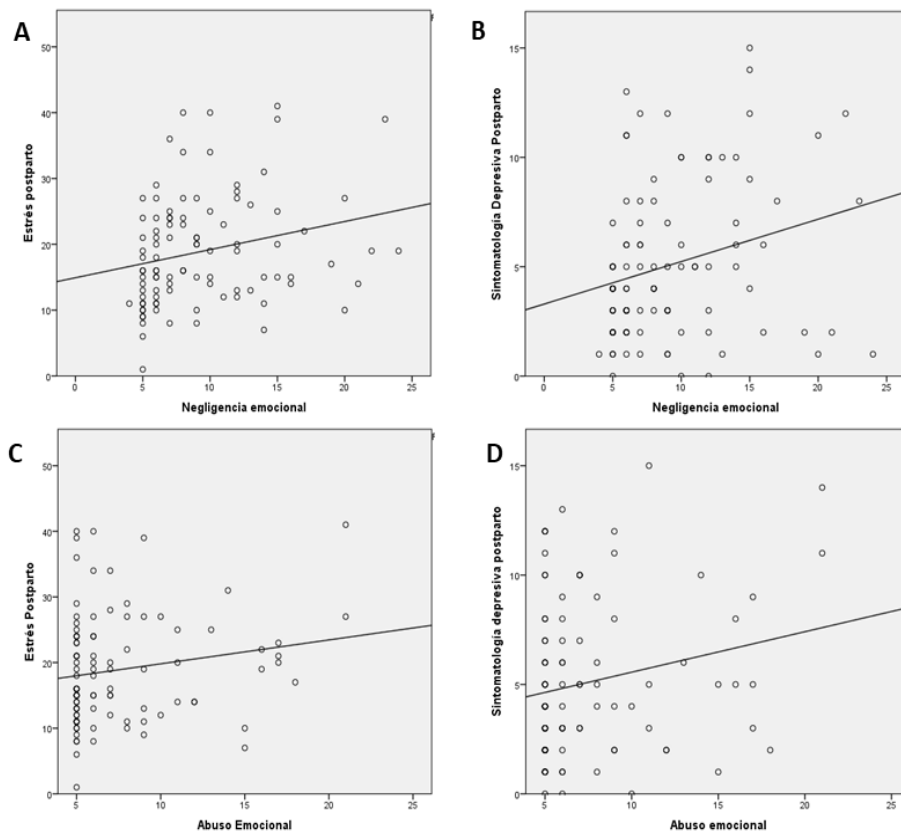 A
Estrés postparto
50
40
30
20
10
0
0 5 10 15 20 25
Negligencia emocional
B
Sintomatología Depresiva Postparto
15
10
5
0
0 5 10 15 20 25
Negligencia emocional
C
Estrés Postparto
50
40
30
20
10
0
5 10 15 20 25
Abuso Emocional
D
Sintomatología depresiva postparto
15
10
5
0
5 10 15 20 25
Abuso emocional